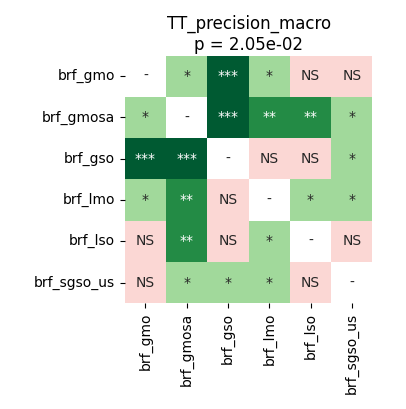 TT_precision_macro
p = 2.05e-02
brf_gmo - * *** * NS NS
brf_gmosa * - *** ** ** *
brf_gso *** *** - NS NS *
brf_lmo * ** NS - * *
brf_lso NS ** NS * - NS
brf_sgso_us NS * * * NS -
brf_gmo brf_gmosa brf_gso brf_lmo brf_lso brf_sgso_us